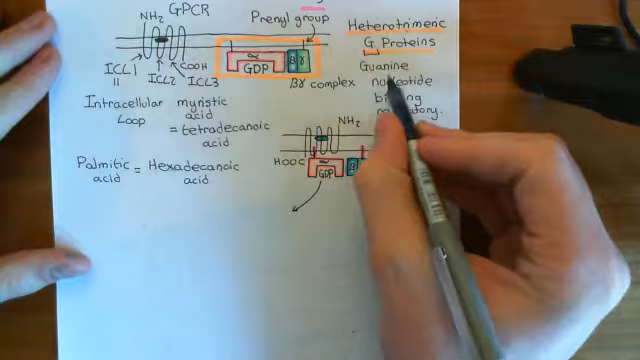 NH2 GPCR
Prenyl group
Heterotrimeric
G Proteins
COOH
ICL1
ICL2
ICL3
α
GDP
β γ
βγ complex
Guanine
nucleotide
Intracellular
Loop
myristic
acid
= tetradecanoic
acid
Palmitic = Hexadecanoic
acid acid
NH2
HOOC
α
GDP
β